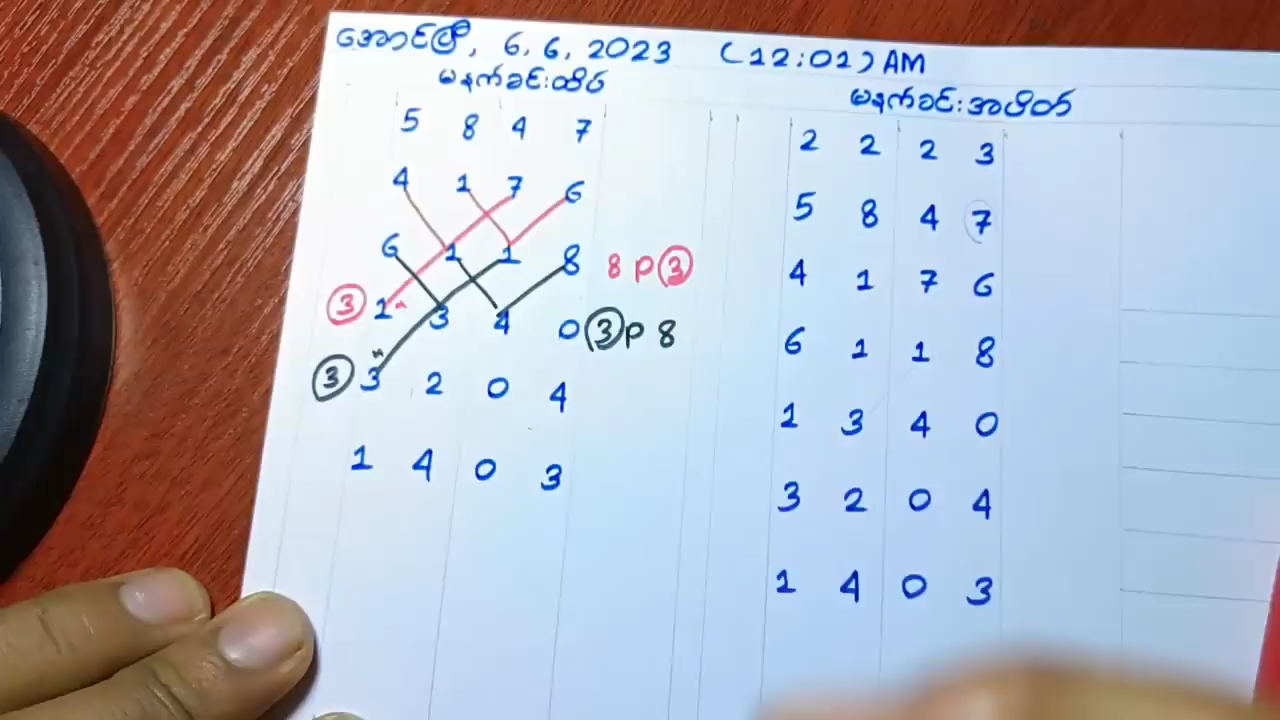 အောင်ဗြီ, 6, 6, 2023 (12:01) AM
မနက်ခင်းထိပ်
5 8 4 7
4 1 7 6
6 1 1 8 8 P 3
3 1 " 3 4 0 3 P 8
3 " 3 2 0 4
1 4 0 3
မနက်ခင်းအပိတ်
2 2 2 3
5 8 4 7
4 1 7 6
6 1 1 8
1 3 4 0
3 2 0 4
1 4 0 3